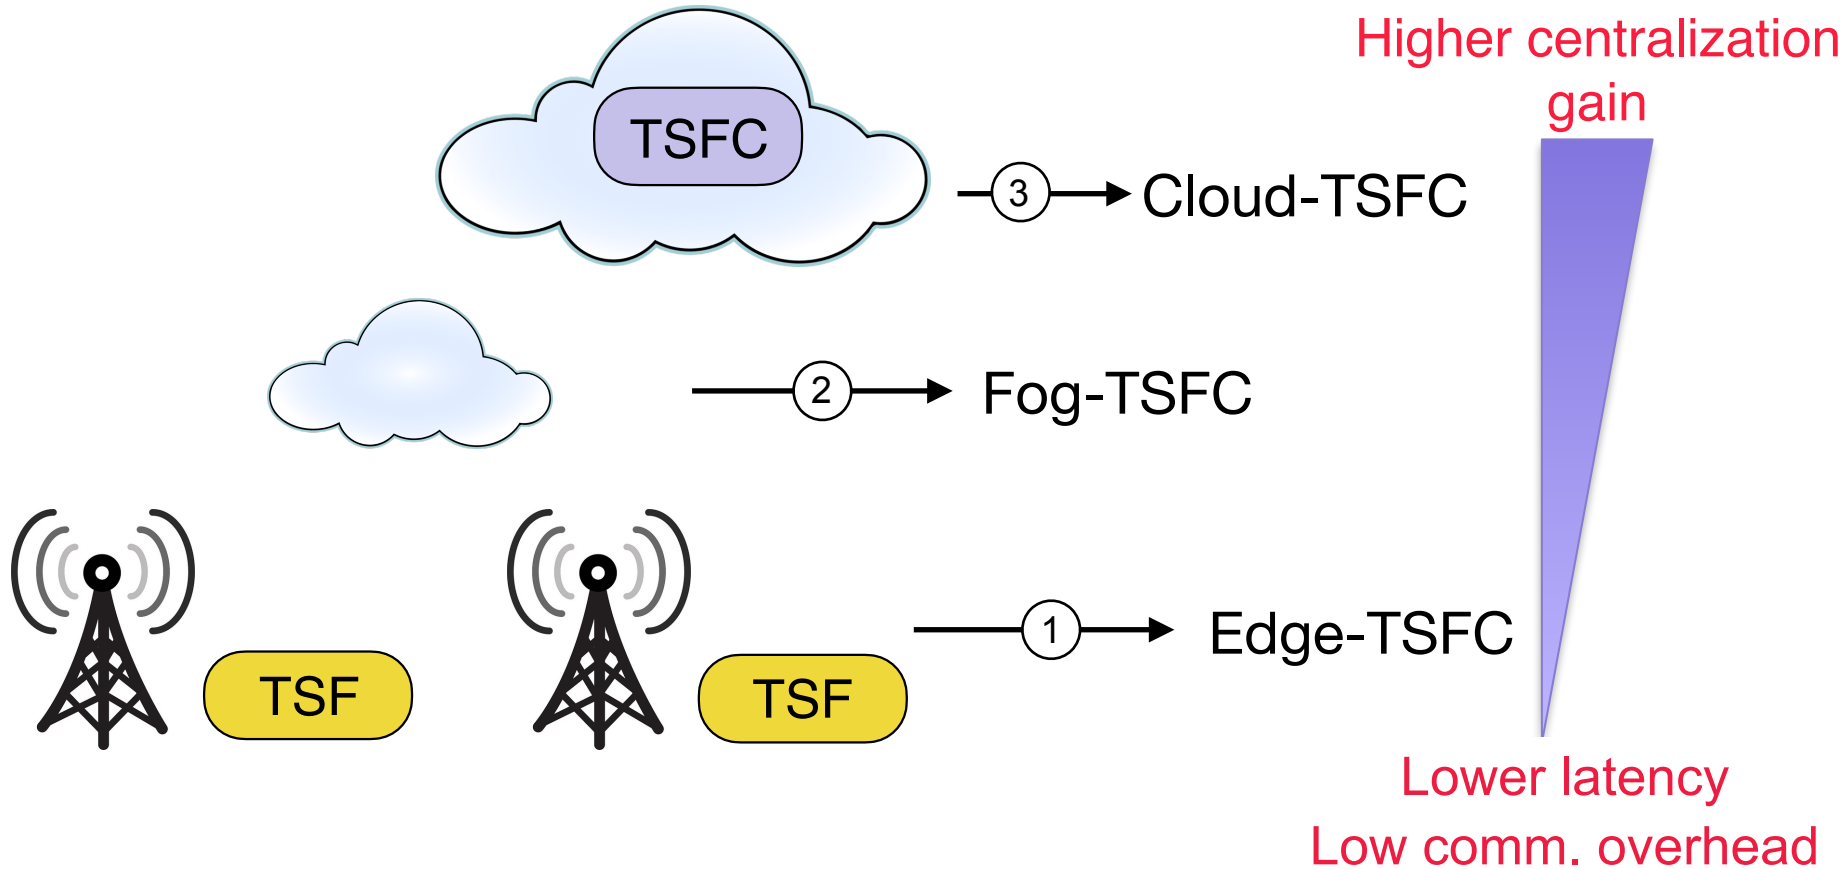 Higher centralization
gain
TSFC
3
Cloud-TSFC
2
Fog-TSFC
1
Edge-TSFC
TSF
TSF
Lower latency
Low comm. overhead